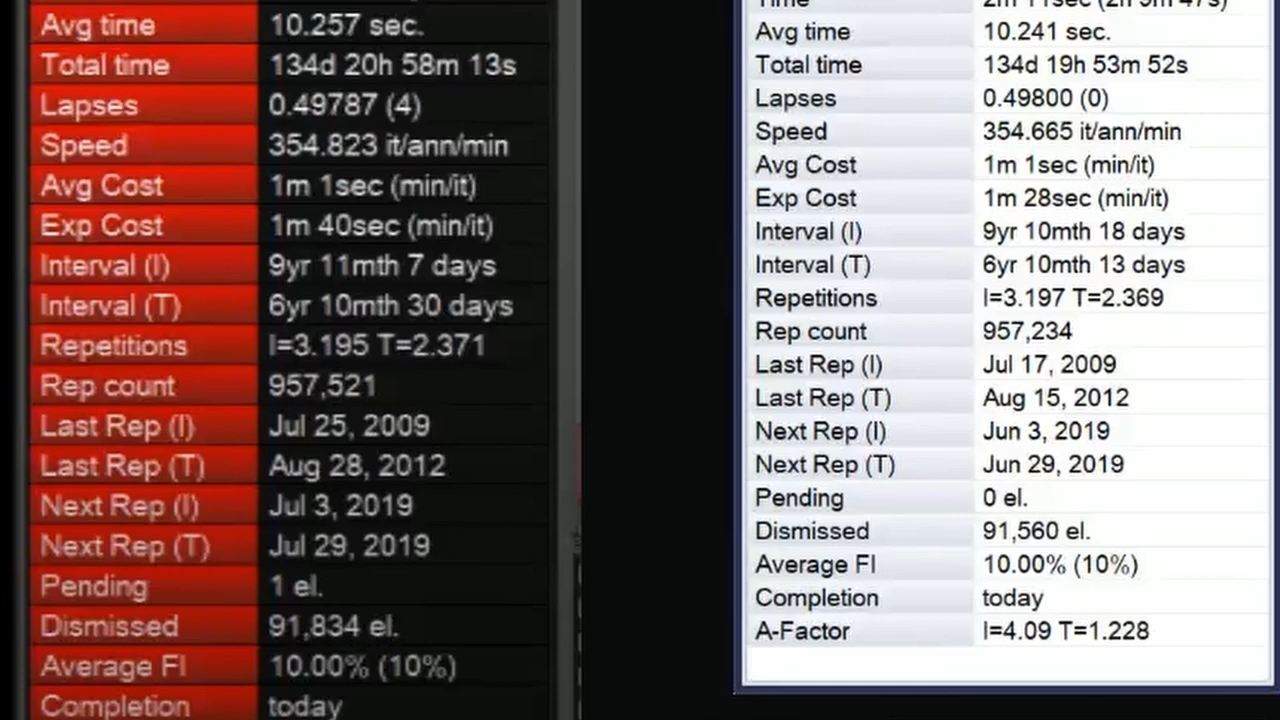 Avg time 10.257 sec.
Total time 134d 20h 58m 13s
Lapses 0.49787 (4)
Speed 354.823 it/ann/min
Avg Cost 1m 1sec (min/it)
Exp Cost 1m 40sec (min/it)
Interval (I) 9yr 11mth 7 days
Interval (T) 6yr 10mth 30 days
Repetitions I=3.195 T=2.371
Rep count 957,521
Last Rep (I) Jul 25, 2009
Last Rep (T) Aug 28, 2012
Next Rep (I) Jul 3, 2019
Next Rep (T) Jul 29, 2019
Pending 1 el.
Dismissed 91,834 el.
Average FI 10.00% (10%)
Completion today
Time 2m 11sec (2h 9m 47s)
Avg time 10.241 sec.
Total time 134d 19h 53m 52s
Lapses 0.49800 (0)
Speed 354.665 it/ann/min
Avg Cost 1m 1sec (min/it)
Exp Cost 1m 28sec (min/it)
Interval (I) 9yr 10mth 18 days
Interval (T) 6yr 10mth 13 days
Repetitions I=3.197 T=2.369
Rep count 957,234
Last Rep (I) Jul 17, 2009
Last Rep (T) Aug 15, 2012
Next Rep (I) Jun 3, 2019
Next Rep (T) Jun 29, 2019
Pending 0 el.
Dismissed 91,560 el.
Average FI 10.00% (10%)
Completion today
A-Factor I=4.09 T=1.228